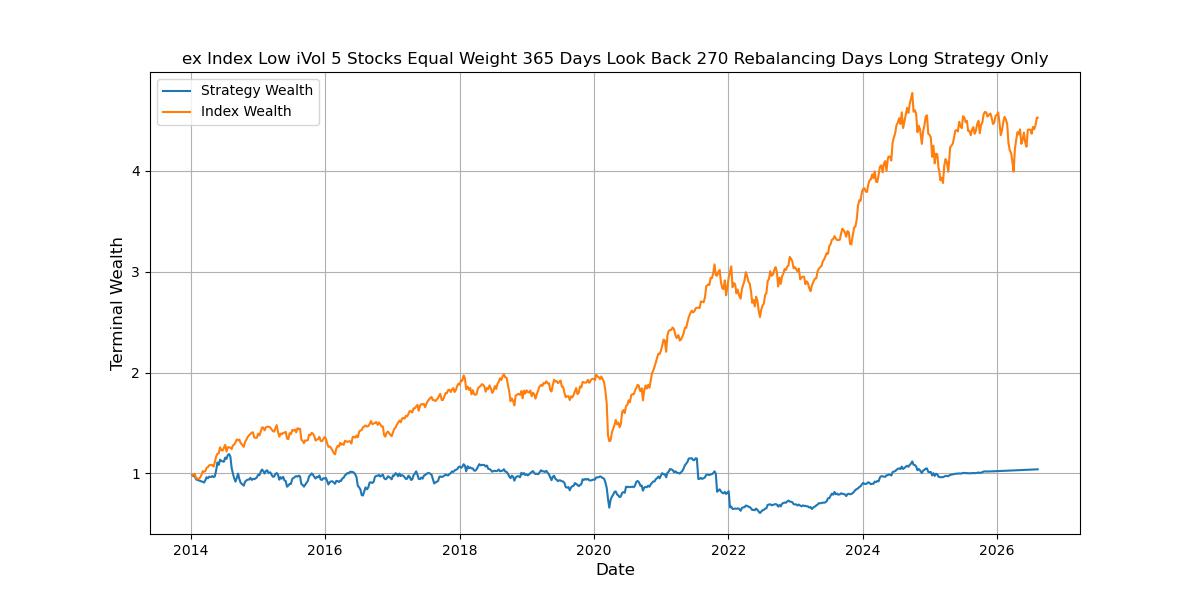 ex Index Low iVol 5 Stocks Equal Weight 365 Days Look Back 270 Rebalancing Days Long Strategy Only
Strategy Wealth
Index Wealth
Terminal Wealth
4
3
2
1
2014 2016 2018 2020 2022 2024 2026
Date